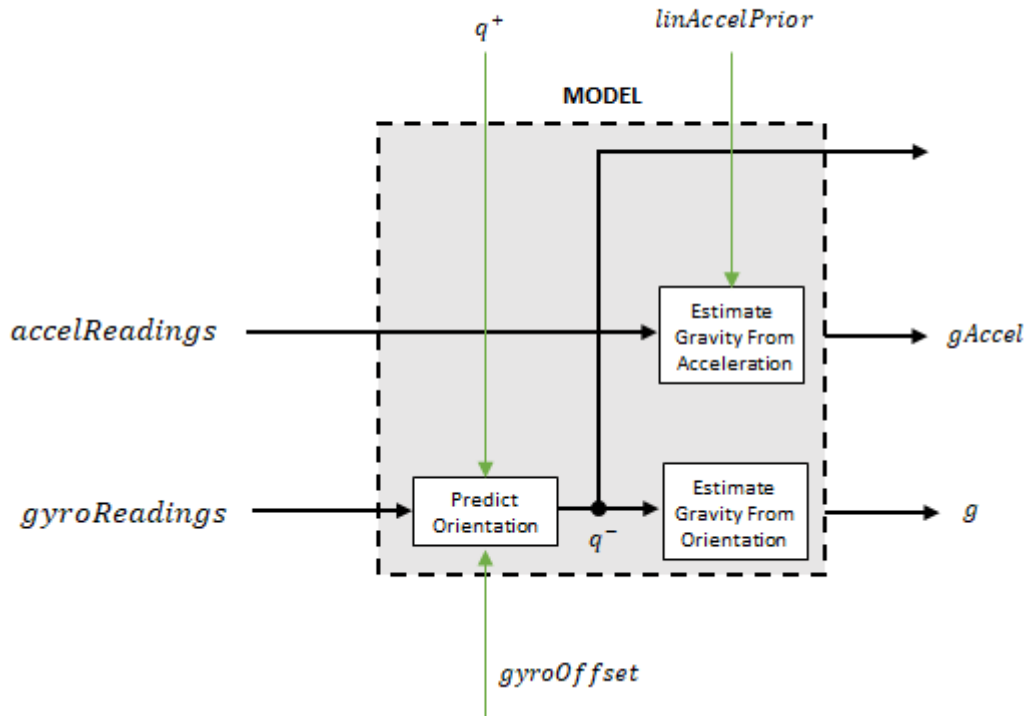 q⁺
linAccelPrior
MODEL
accelReadings
Estimate
Gravity From
Acceleration
gAccel
gyroReadings
Predict
Orientation
q⁻
Estimate
Gravity From
Orientation
g
gyroOffset